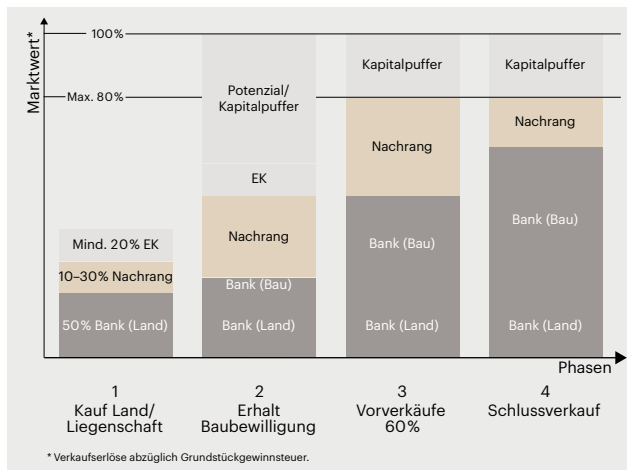 Marktwert*
100%
Max. 80%
Mind. 20% EK
10–30% Nachrang
50% Bank (Land)
Potenzial/
Kapitalpuffer
EK
Nachrang
Bank (Bau)
Bank (Land)
Kapitalpuffer
Nachrang
Bank (Bau)
Bank (Land)
Kapitalpuffer
Nachrang
Bank (Bau)
Bank (Land)
Phasen
1
Kauf Land/
Liegenschaft
2
Erhalt
Baubewilligung
3
Vorverkäufe
60%
4
Schlussverkauf
* Verkaufserlöse abzüglich Grundstückgewinnsteuer.